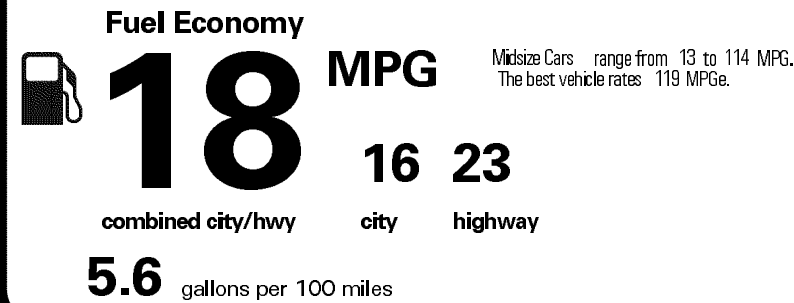 Fuel Economy
18 MPG
Midsize Cars range from 13 to 114 MPG.
The best vehicle rates 119 MPGe.
16 23
combined city/hwy city highway
5.6 gallons per 100 miles